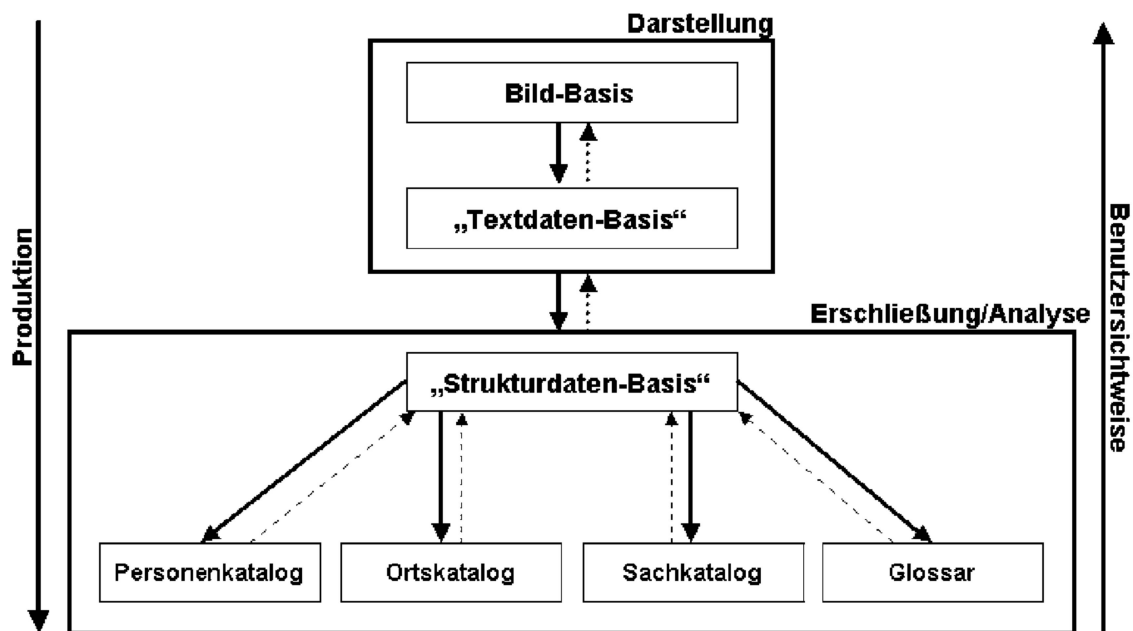 Darstellung
Bild-Basis
„Textdaten-Basis“
Produktion
Benutzersichtweise
Erschließung/Analyse
„Strukturdaten-Basis“
Personenkatalog
Ortskatalog
Sachkatalog
Glossar